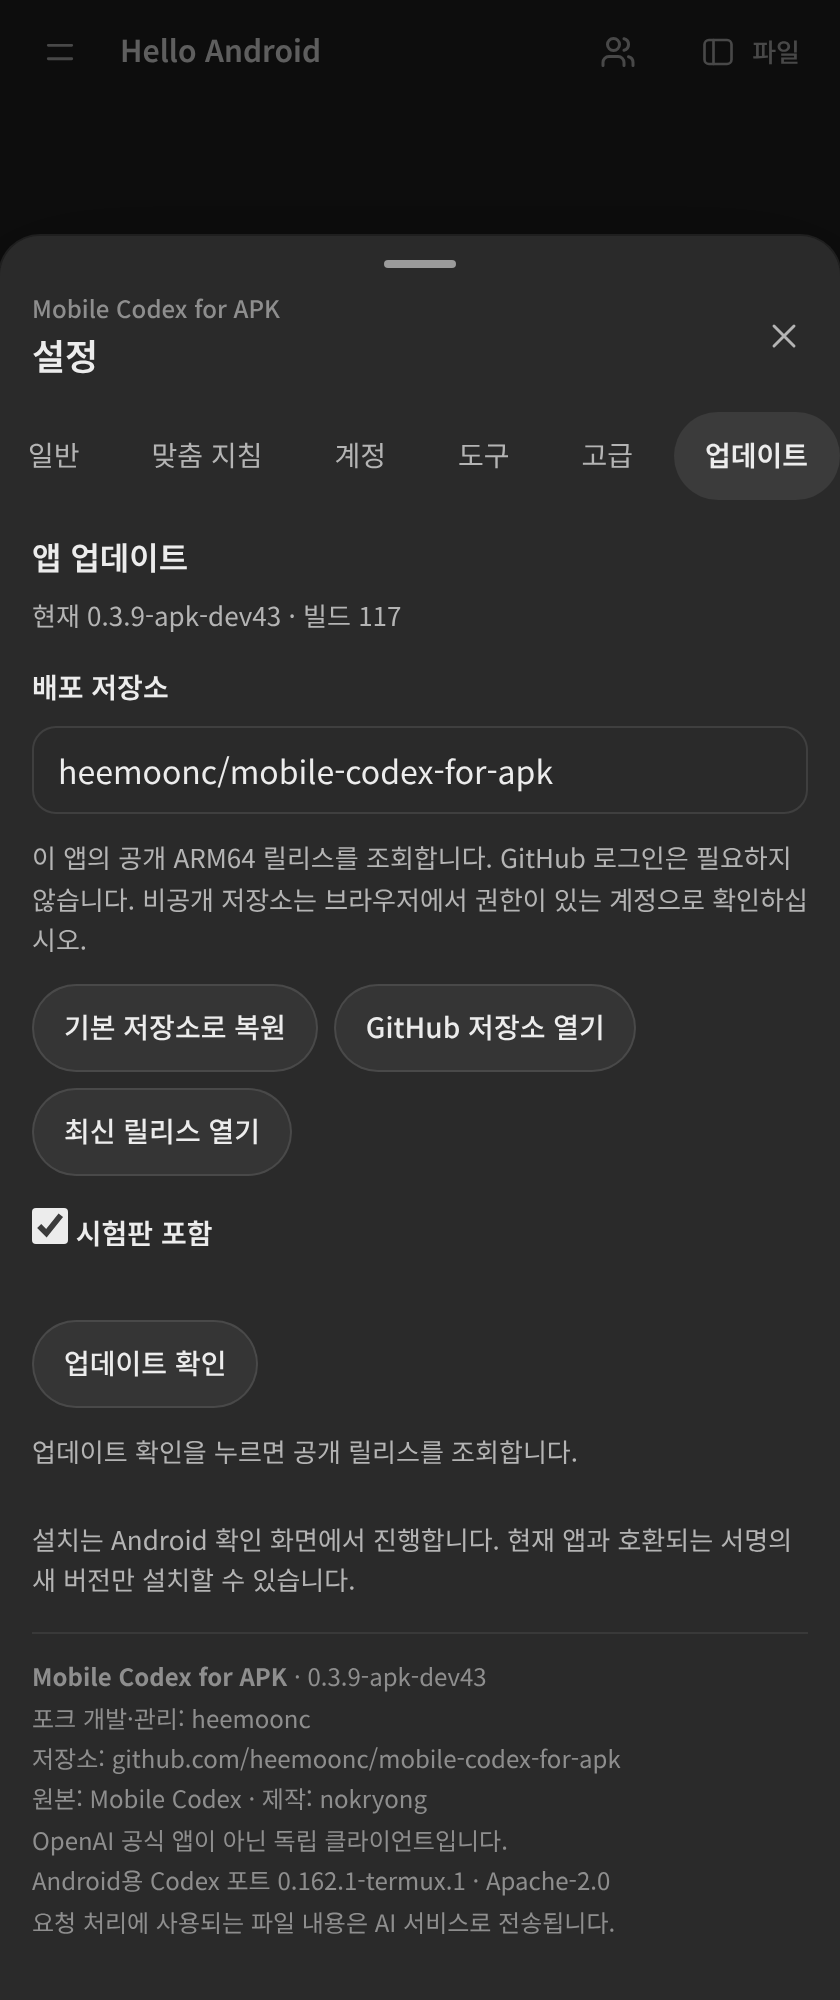 Hello Android
파일
Mobile Codex for APK
설정
일반 맞춤 지침 계정 도구 고급 업데이트
앱 업데이트
현재 0.3.9-apk-dev43 · 빌드 117
배포 저장소
heemoonc/mobile-codex-for-apk
이 앱의 공개 ARM64 릴리스를 조회합니다. GitHub 로그인은 필요하지
않습니다. 비공개 저장소는 브라우저에서 권한이 있는 계정으로 확인하십
시오.
기본 저장소로 복원 GitHub 저장소 열기
최신 릴리스 열기
시험판 포함
업데이트 확인
업데이트 확인을 누르면 공개 릴리스를 조회합니다.
설치는 Android 확인 화면에서 진행합니다. 현재 앱과 호환되는 서명의
새 버전만 설치할 수 있습니다.
Mobile Codex for APK · 0.3.9-apk-dev43
포크 개발·관리: heemoonc
저장소: github.com/heemoonc/mobile-codex-for-apk
원본: Mobile Codex · 제작: nokryong
OpenAI 공식 앱이 아닌 독립 클라이언트입니다.
Android용 Codex 포트 0.162.1-termux.1 · Apache-2.0
요청 처리에 사용되는 파일 내용은 AI 서비스로 전송됩니다.